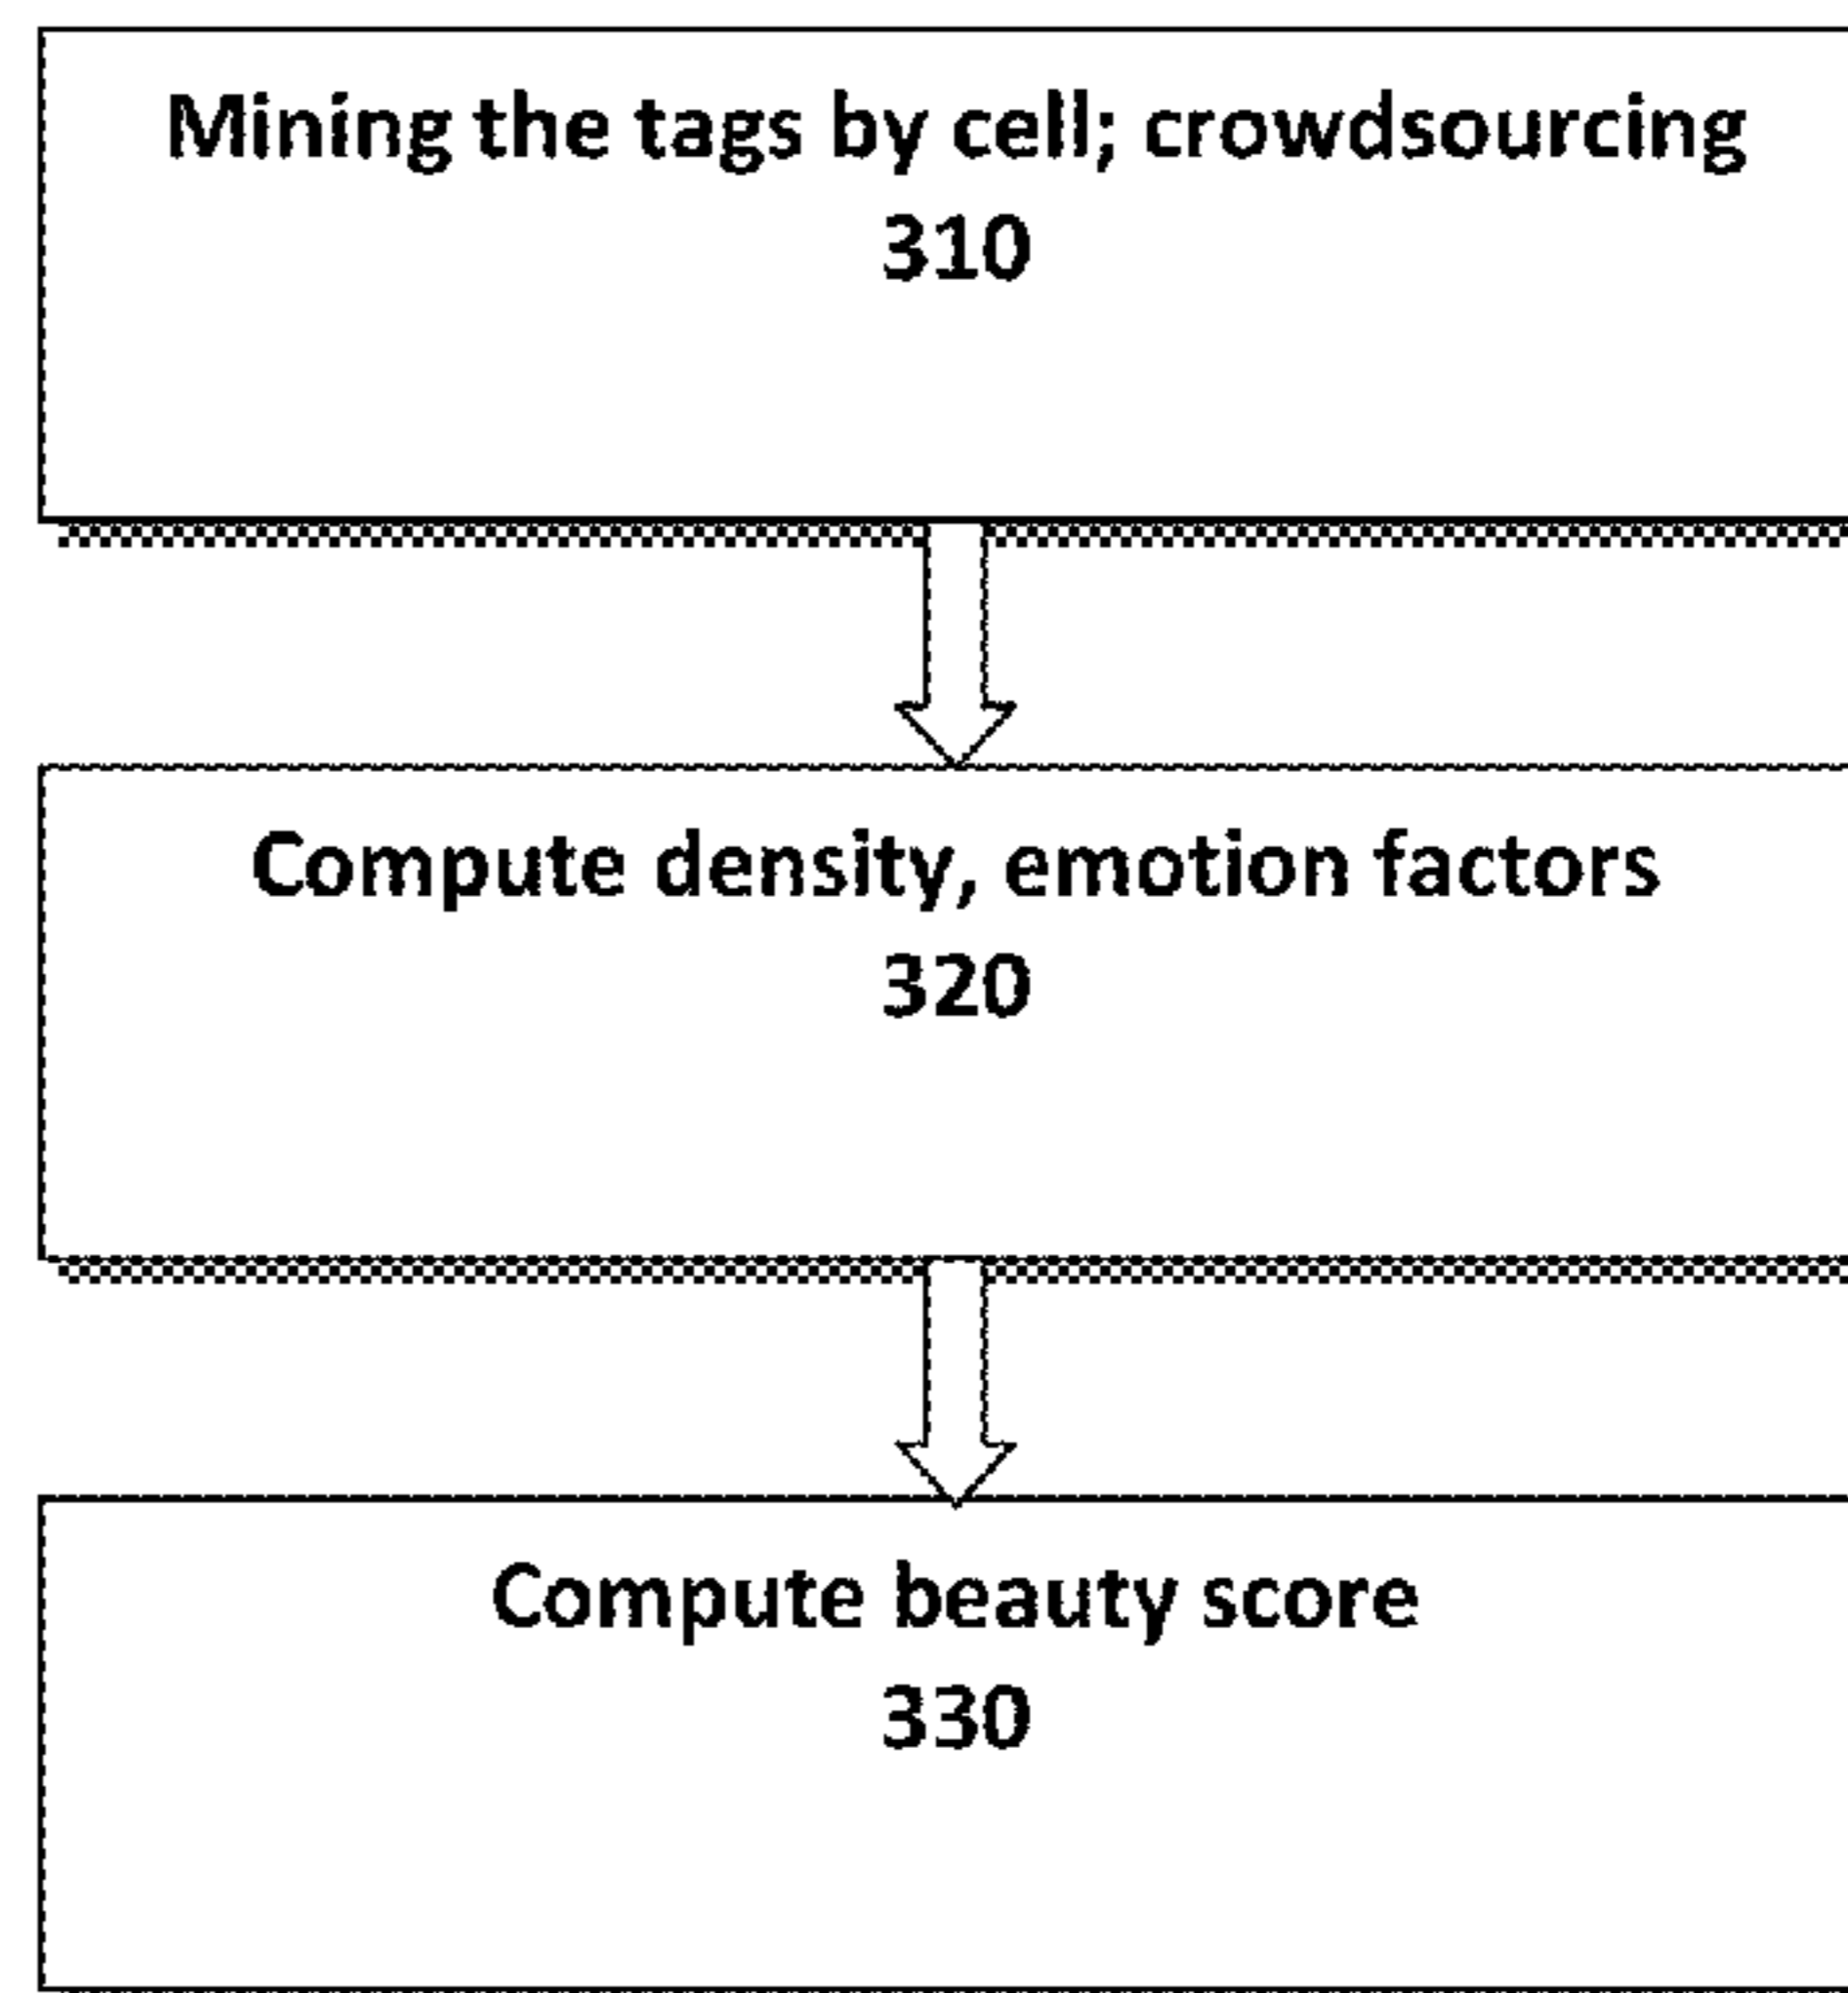 Mining the tags by cell; crowdsourcing
310
Compute density, emotion factors
320
Compute beauty score
330